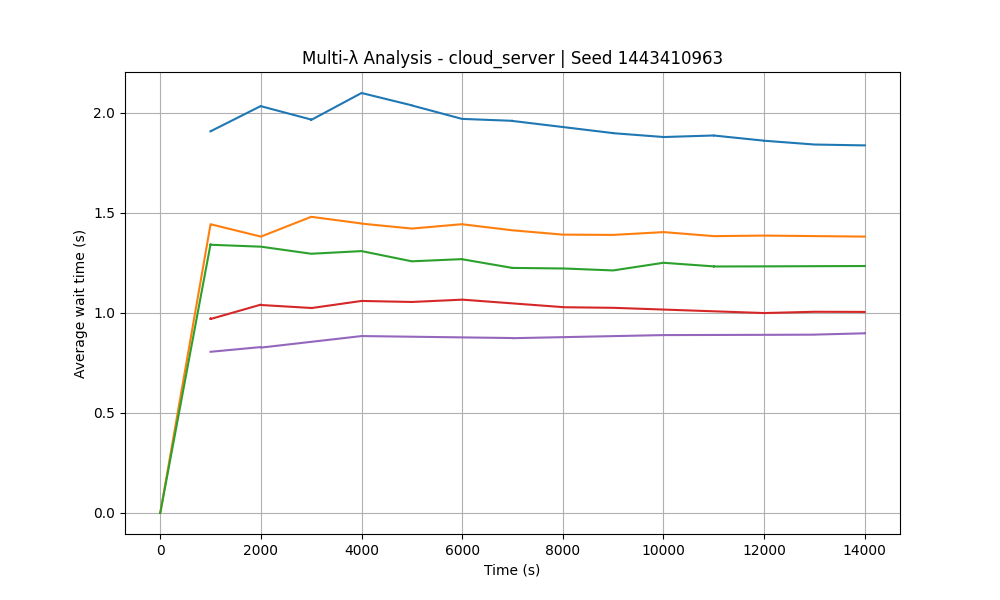 Multi-λ Analysis - cloud_server | Seed 1443410963
Average wait time (s)
2.0
1.5
1.0
0.5
0.0
0 2000 4000 6000 8000 10000 12000 14000
Time (s)